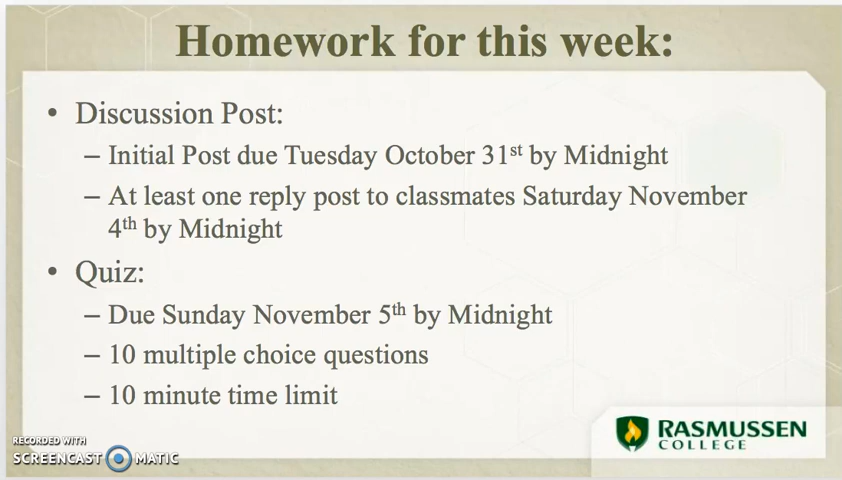 Homework for this week:
• Discussion Post:
– Initial Post due Tuesday October 31st by Midnight
– At least one reply post to classmates Saturday November
4th by Midnight
• Quiz:
– Due Sunday November 5th by Midnight
– 10 multiple choice questions
– 10 minute time limit
RECORDED WITH
SCREENCAST MATIC
RASMUSSEN
COLLEGE